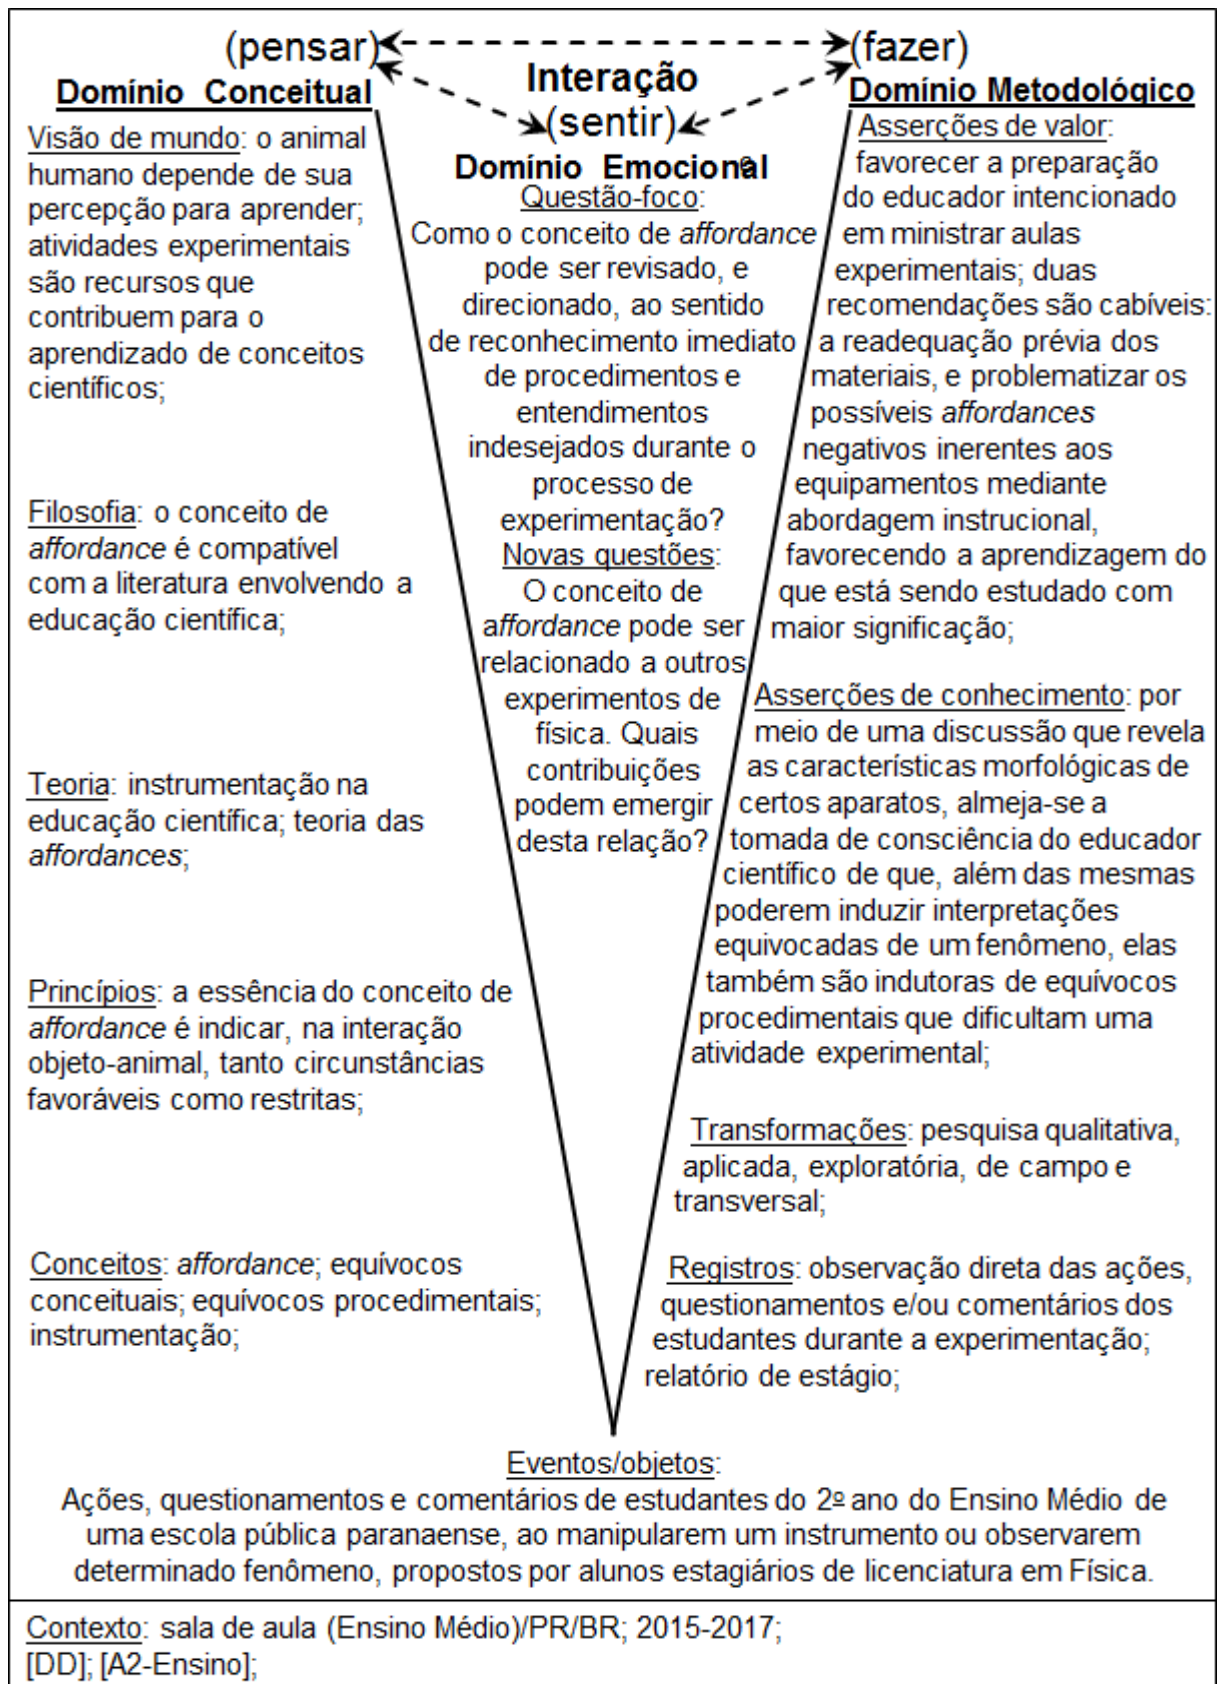 (pensar)
Domínio Conceitual
Visão de mundo: o animal
humano depende de sua
percepção para aprender;
atividades experimentais
são recursos que
contribuem para o
aprendizado de conceitos
científicos;
Filosofia: o conceito de
affordance é compatível
com a literatura envolvendo a
educação científica;
Teoria: instrumentação na
educação científica; teoria das
affordances;
Princípios: a essência do conceito de
affordance é indicar, na interação
objeto-animal, tanto circunstâncias
favoráveis como restritas;
Conceitos: affordance; equívocos
conceituais; equívocos procedimentais;
instrumentação;
Interação
(sentir)
Domínio Emocional
Questão-foco:
Como o conceito de affordance
pode ser revisado, e
direcionado, ao sentido
de reconhecimento imediato
de procedimentos e
entendimentos
indesejados durante o
processo de
experimentação?
Novas questões:
O conceito de
affordance pode ser
relacionado a outros
experimentos de
física. Quais
contribuições
podem emergir
desta relação?
(fazer)
Domínio Metodológico
Asserções de valor:
favorecer a preparação
do educador intencionado
em ministrar aulas
experimentais; duas
recomendações são cabíveis:
a readequação prévia dos
materiais, e problematizar os
possíveis affordances
negativos inerentes aos
equipamentos mediante
abordagem instrucional,
favorecendo a aprendizagem do
que está sendo estudado com
maior significação;
Asserções de conhecimento: por
meio de uma discussão que revela
as características morfológicas de
certos aparatos, almeja-se a
tomada de consciência do educador
científico de que, além das mesmas
poderem induzir interpretações
equivocadas de um fenômeno, elas
também são indutoras de equívocos
procedimentais que dificultam uma
atividade experimental;
Transformações: pesquisa qualitativa,
aplicada, exploratória, de campo e
transversal;
Registros: observação direta das ações,
questionamentos e/ou comentários dos
estudantes durante a experimentação;
relatório de estágio;
Eventos/objetos:
Ações, questionamentos e comentários de estudantes do 2º ano do Ensino Médio de
uma escola pública paranaense, ao manipularem um instrumento ou observarem
determinado fenômeno, propostos por alunos estagiários de licenciatura em Física.
Contexto: sala de aula (Ensino Médio)/PR/BR; 2015-2017;
[DD]; [A2-Ensino];